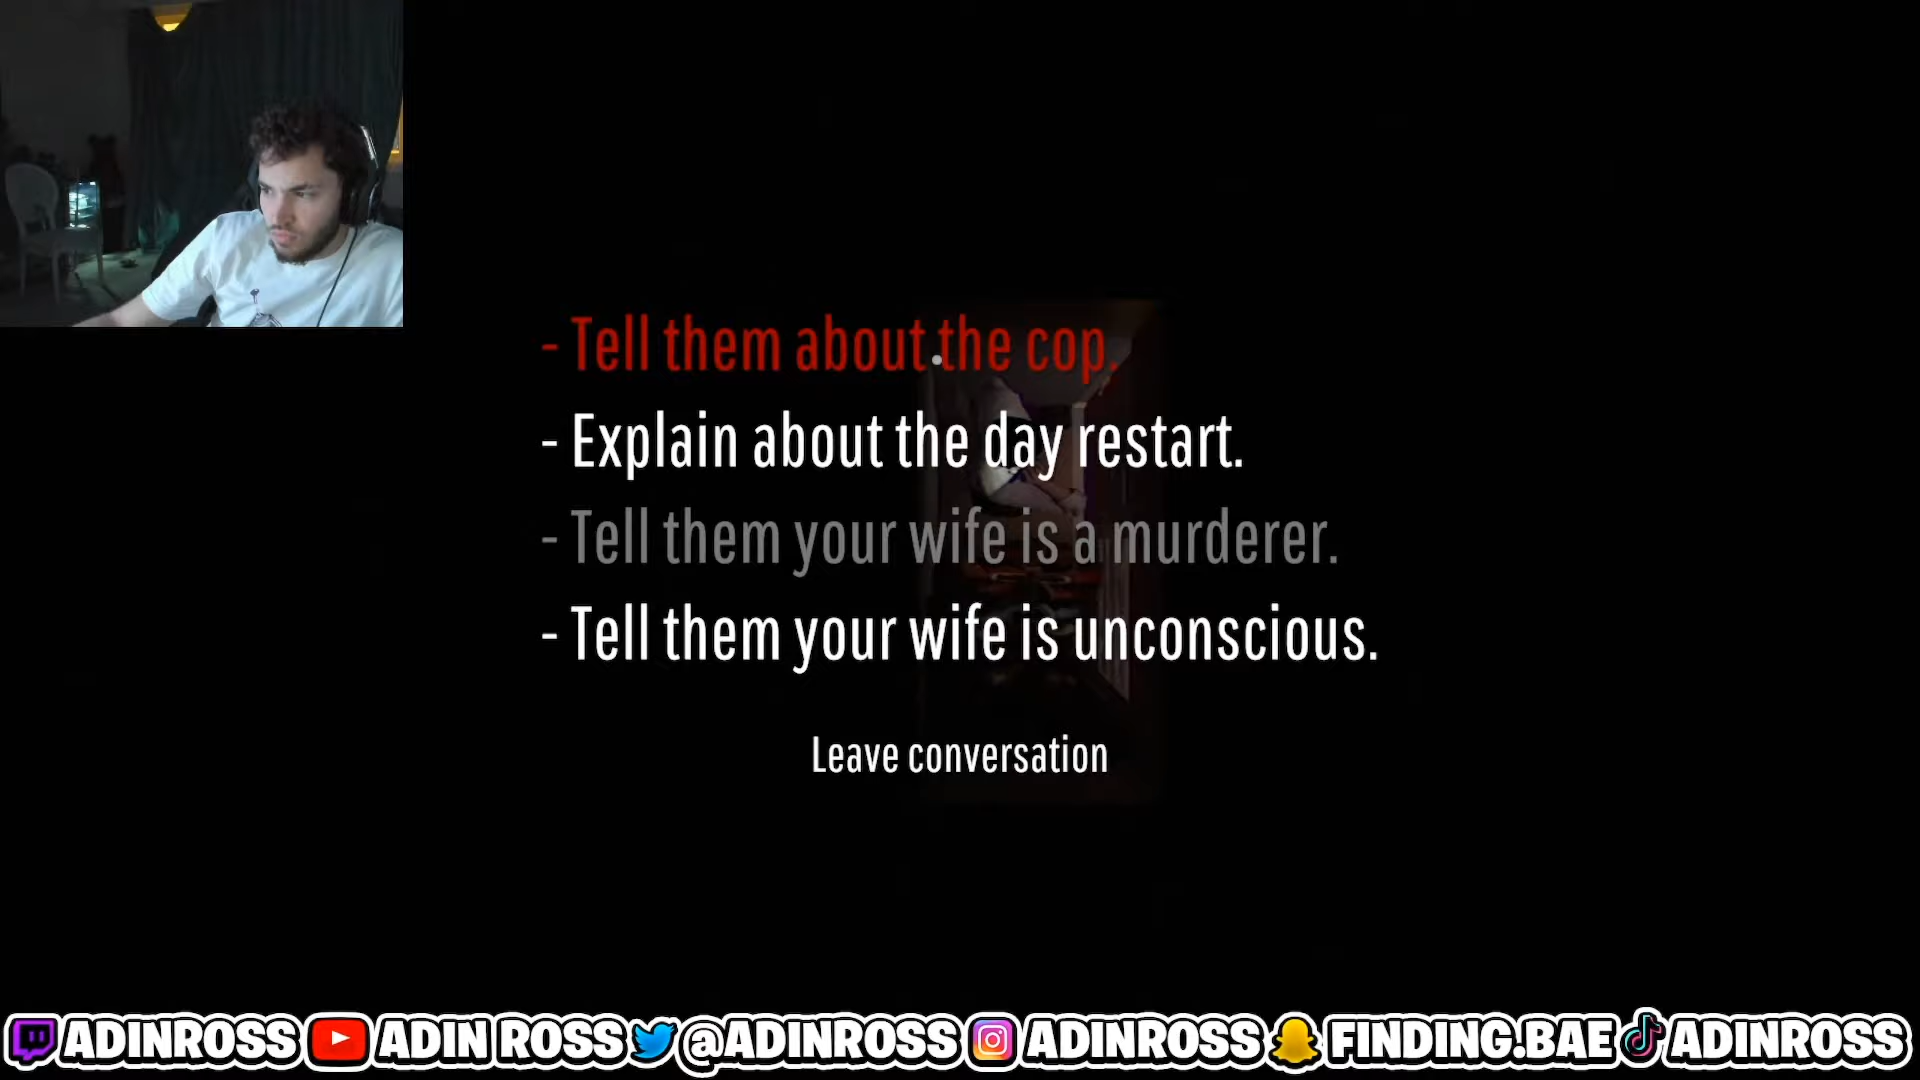 - Tell them about the cop.
- Explain about the day restart.
- Tell them your wife is a murderer.
- Tell them your wife is unconscious.
Leave conversation
ADINROSS ADIN ROSS @ADINROSS ADINROSS FINDING.BAE ADINROSS